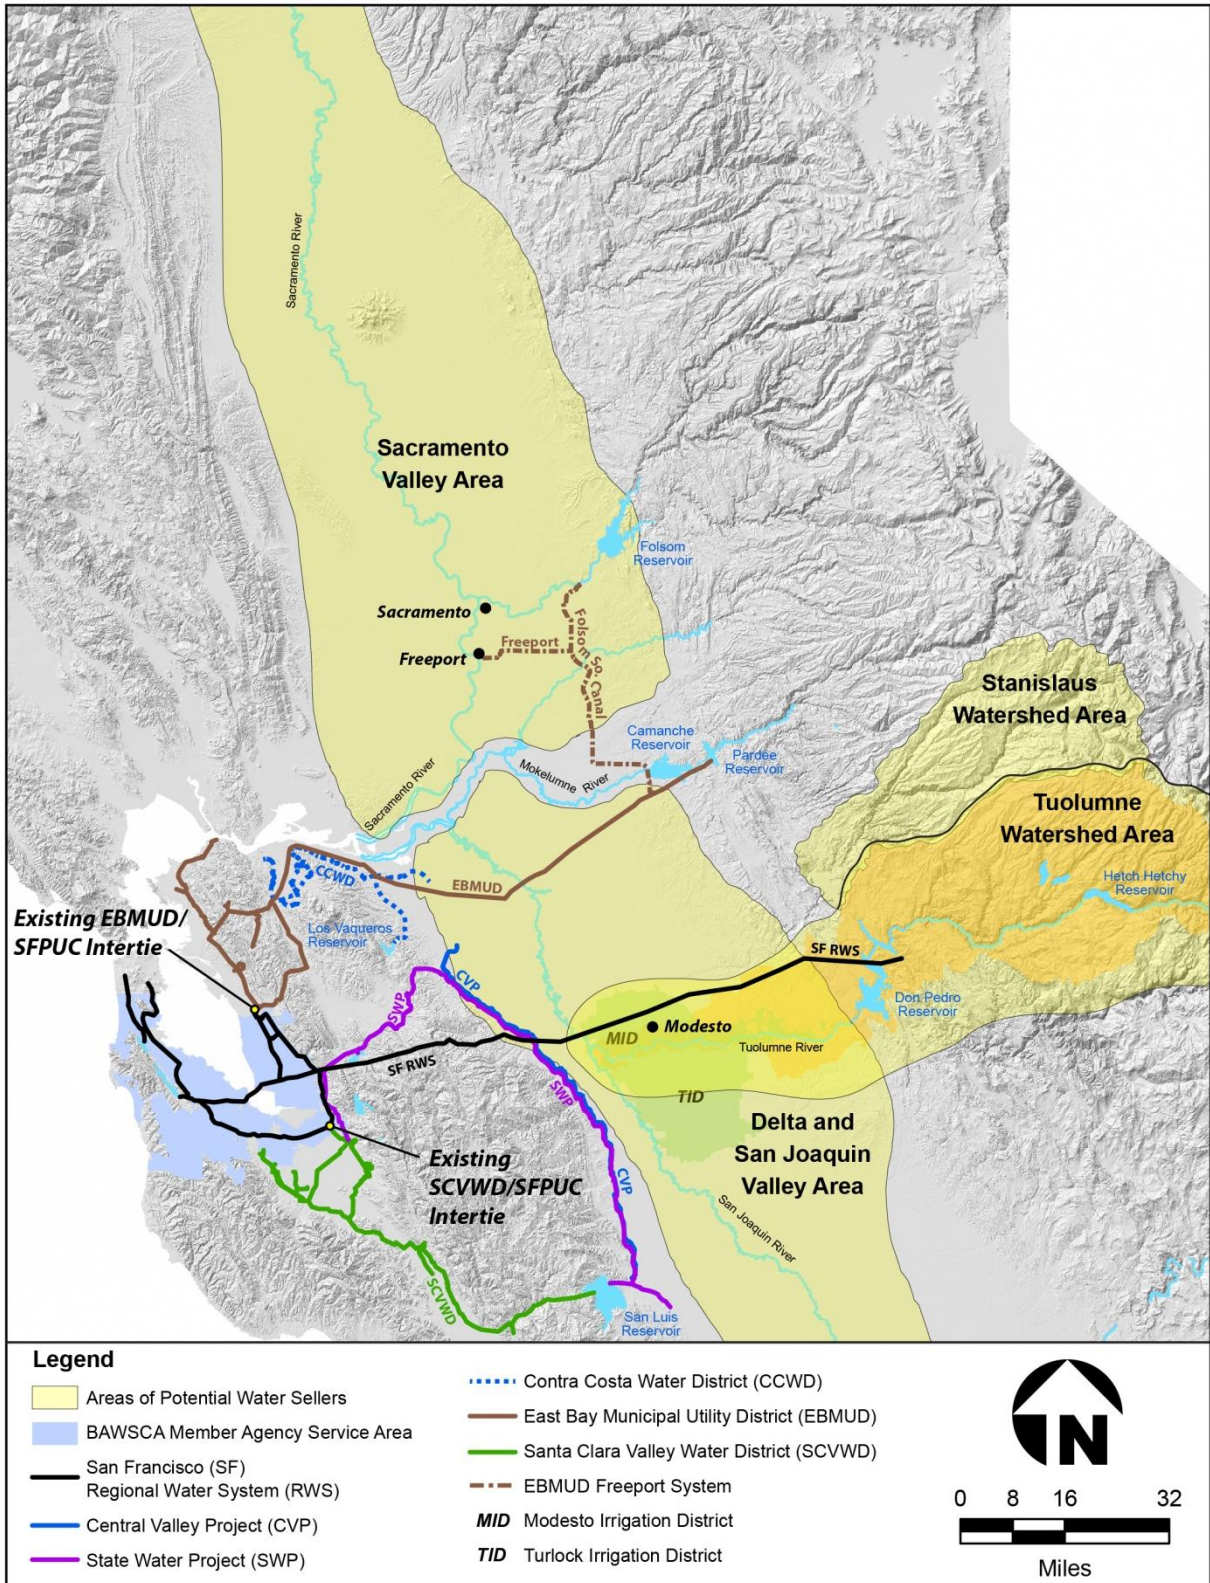 Sacramento River
Sacramento
Valley Area
Folsom
Reservoir
Sacramento
Freeport
Freeport
Folsom So. Canal
Stanislaus
Watershed Area
Camanche
Reservoir
Pardee
Reservoir
Mokelumne River
Sacramento River
Tuolumne
Watershed Area
Hetch Hetchy
Reservoir
CCWD
EBMUD
Existing EBMUD/
SFPUC Intertie
Los Vaqueros
Reservoir
SF RWS
CVP
SWP
Don Pedro
Reservoir
Modesto
MID
Tuolumne River
SF RWS
SWP
TID
Delta and
San Joaquin
Valley Area
Existing
SCVWD/SFPUC
Intertie
CVP
San Joaquin River
SCVWD
San Luis
Reservoir
Legend
Areas of Potential Water Sellers
BAWSCA Member Agency Service Area
San Francisco (SF)
Regional Water System (RWS)
Central Valley Project (CVP)
State Water Project (SWP)
Contra Costa Water District (CCWD)
East Bay Municipal Utility District (EBMUD)
Santa Clara Valley Water District (SCVWD)
EBMUD Freeport System
MID Modesto Irrigation District
TID Turlock Irrigation District
N
0 8 16 32
Miles